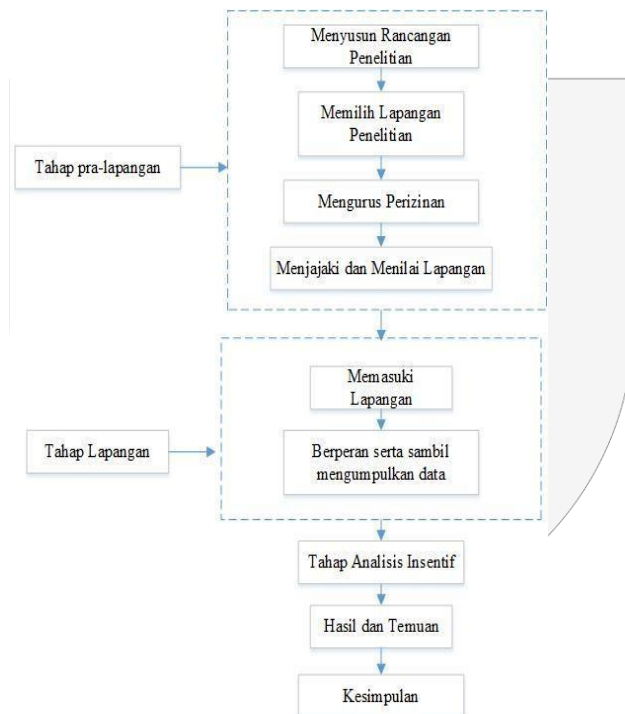 Menyusun Rancangan
Penelitian
Memilih Lapangan
Penelitian
Tahap pra-lapangan
Mengurus Perizinan
Menjajaki dan Menilai Lapangan
Memasuki
Lapangan
Tahap Lapangan
Berperan serta sambil
mengumpulkan data
Tahap Analisis Insentif
Hasil dan Temuan
Kesimpulan